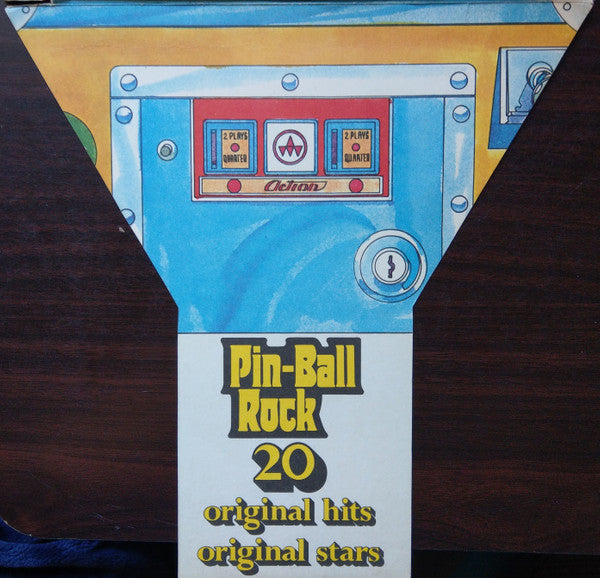 2 PLAYS
QUARTER
2 PLAYS
QUARTER
Action
Pin-Ball
Rock
20
original hits
original stars